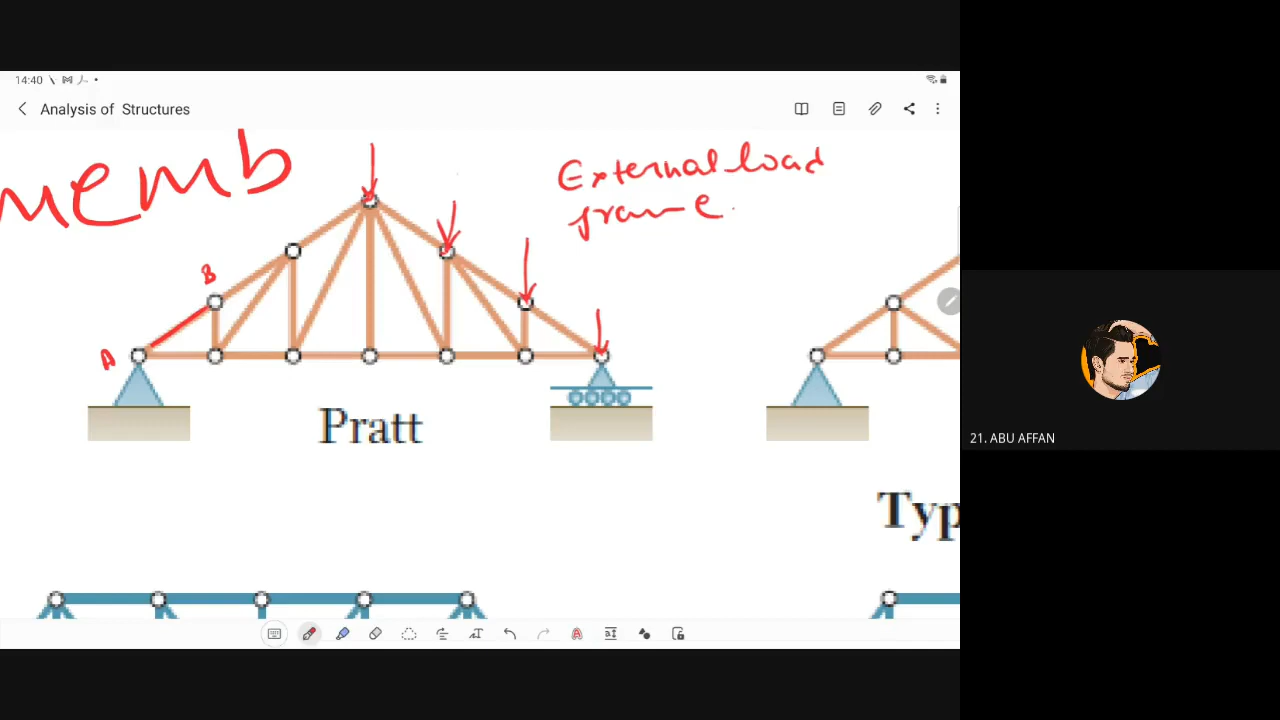 14:40
Analysis of Structures
memb
External load
frame
B
A
Pratt
Typ
21. ABU AFFAN